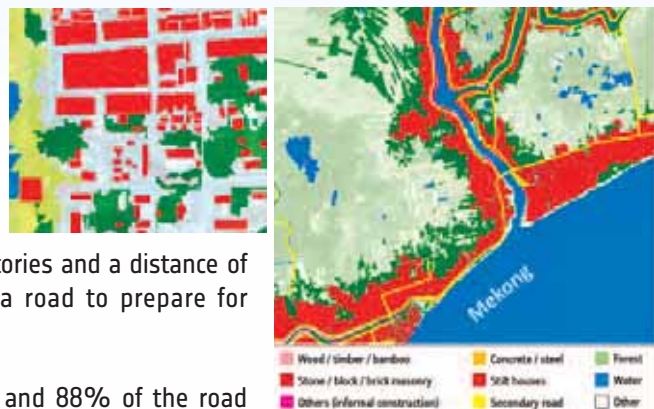 tories and a distance of
a road to prepare for
and 88% of the road
Mekong
Wood / timber / bamboo
Stone / block / brick masonry
Others (informal construction)
Concrete / steel
Stilt houses
Secondary road
Forest
Water
Other